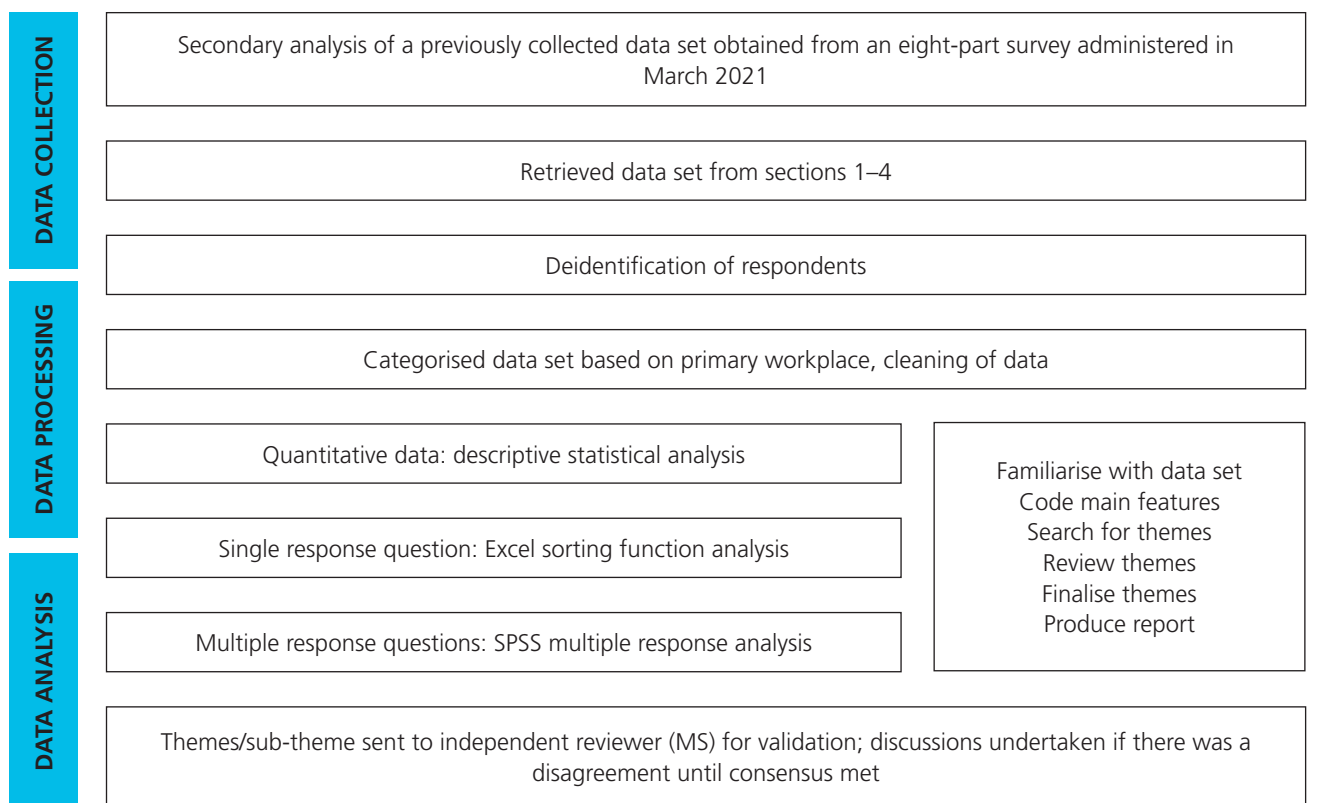 DATA COLLECTION
Secondary analysis of a previously collected data set obtained from an eight-part survey administered in
March 2021
Retrieved data set from sections 1–4
Deidentification of respondents
DATA PROCESSING
Categorised data set based on primary workplace, cleaning of data
Quantitative data: descriptive statistical analysis
Single response question: Excel sorting function analysis
Familiarise with data set
Code main features
Search for themes
Review themes
Finalise themes
Produce report
DATA ANALYSIS
Multiple response questions: SPSS multiple response analysis
Themes/sub-theme sent to independent reviewer (MS) for validation; discussions undertaken if there was a
disagreement until consensus met